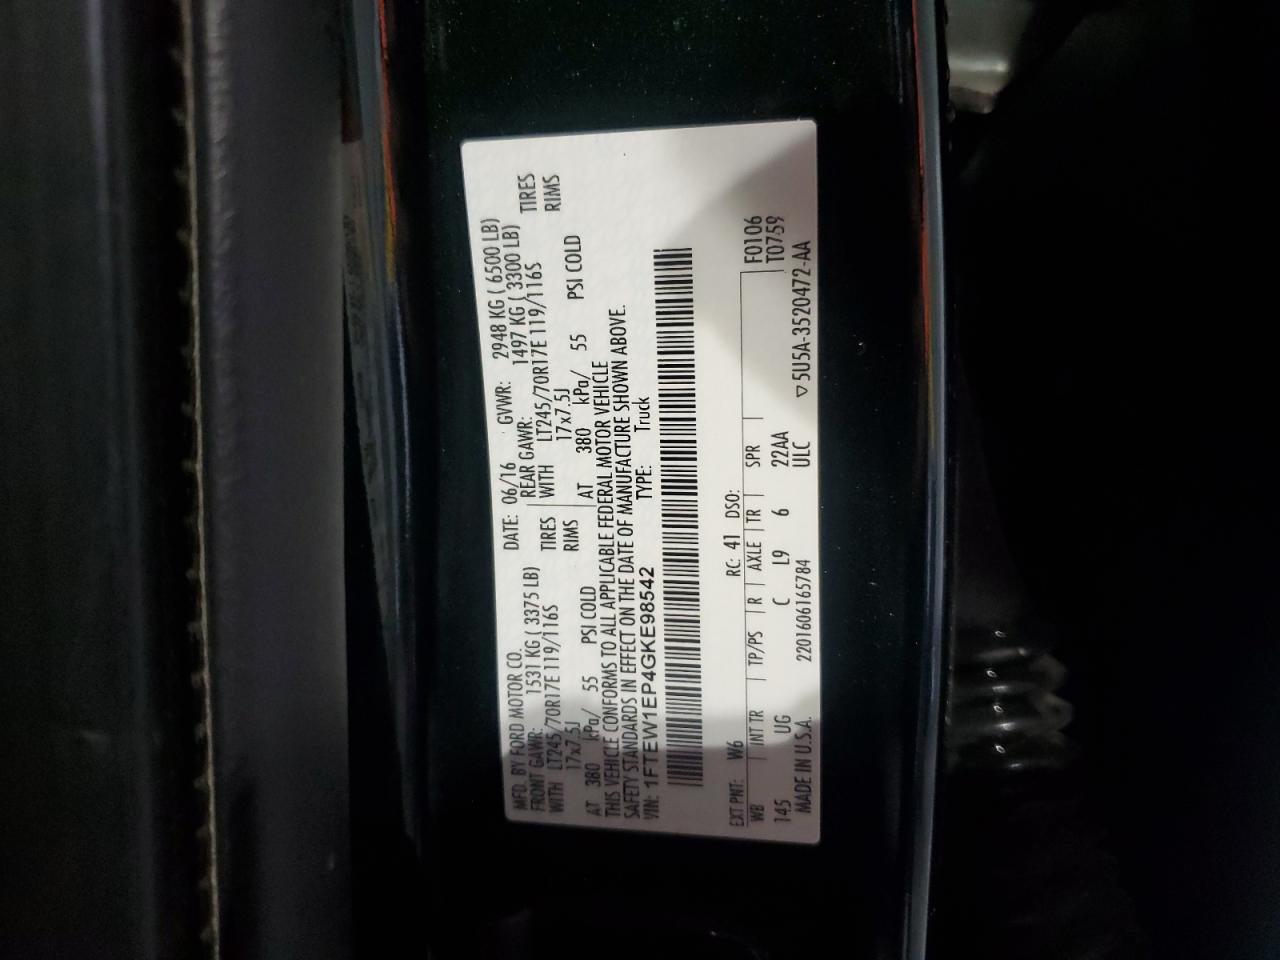 MFD. BY FORD MOTOR CO. DATE: 06/16 GVWR: 2948 KG ( 6500 LB)
FRONT GAWR: 1531 KG ( 3375 LB) REAR GAWR: 1497 KG ( 3300 LB)
WITH LT245/70R17E 119/116S TIRES WITH LT245/70R17E 119/116S TIRES
17x7.5J RIMS 17x7.5J RIMS
AT 380 kPa/ 55 PSI COLD AT 380 kPa/ 55 PSI COLD
THIS VEHICLE CONFORMS TO ALL APPLICABLE FEDERAL MOTOR VEHICLE
SAFETY STANDARDS IN EFFECT ON THE DATE OF MANUFACTURE SHOWN ABOVE.
VIN: 1FTEW1EP4GKE98542 TYPE: Truck
EXT PNT: W6 RC: 41 DSO: F0106
WB INT TR TP/PS R AXLE TR SPR T0759
145 UG C L9 6 22AA
MADE IN U.S.A. 2201606165784 ULC ▽5U5A-3520472-AA